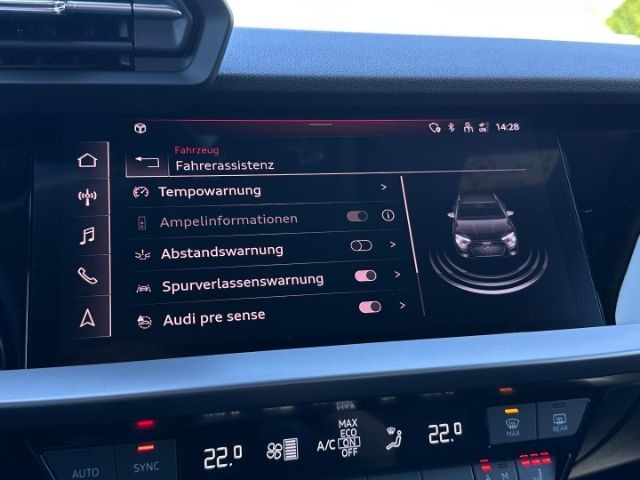 14:28
Fahrzeug
Fahrerassistenz
Tempowarnung
Ampelinformationen
Abstandswarnung
Spurverlassenswarnung
Audi pre sense
AUTO
SYNC
22.0
A/C
MAX
ECO
ON
OFF
22.0
MAX
REAR
A
M